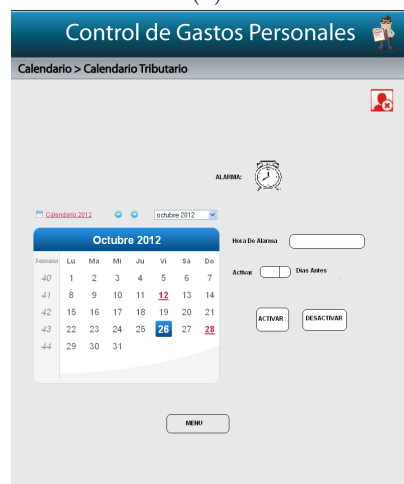 Control de Gastos Personales
Calendario > Calendario Tributario
ALARMA:
Calendario 2012 octubre 2012
Octubre 2012
Semana Lu Ma Mi Ju Vi Sá Do
40 1 2 3 4 5 6 7
41 8 9 10 11 12 13 14
42 15 16 17 18 19 20 21
43 22 23 24 25 26 27 28
44 29 30 31
Hora De Alarma
Activar Dias Antes
ACTIVAR DESACTIVAR
MENU